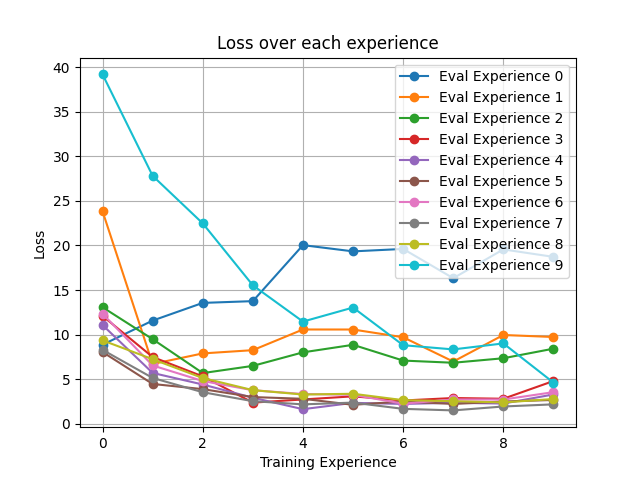 Loss over each experience
40
35
30
25
20
15
10
5
0
Loss
Eval Experience 0
Eval Experience 1
Eval Experience 2
Eval Experience 3
Eval Experience 4
Eval Experience 5
Eval Experience 6
Eval Experience 7
Eval Experience 8
Eval Experience 9
0 2 4 6 8
Training Experience